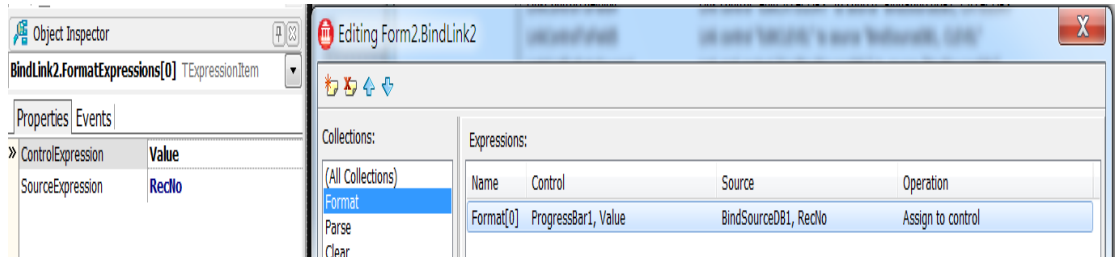 Object Inspector
BindLink2.FormatExpressions[0] TExpressionItem
Properties Events
» ControlExpression Value
SourceExpression RecNo
Editing Form2.BindLink2
X
Collections:
(All Collections)
Format
Parse
Clear
Expressions:
Name Control Source Operation
Format[0] ProgressBar1, Value BindSourceDB1, RecNo Assign to control